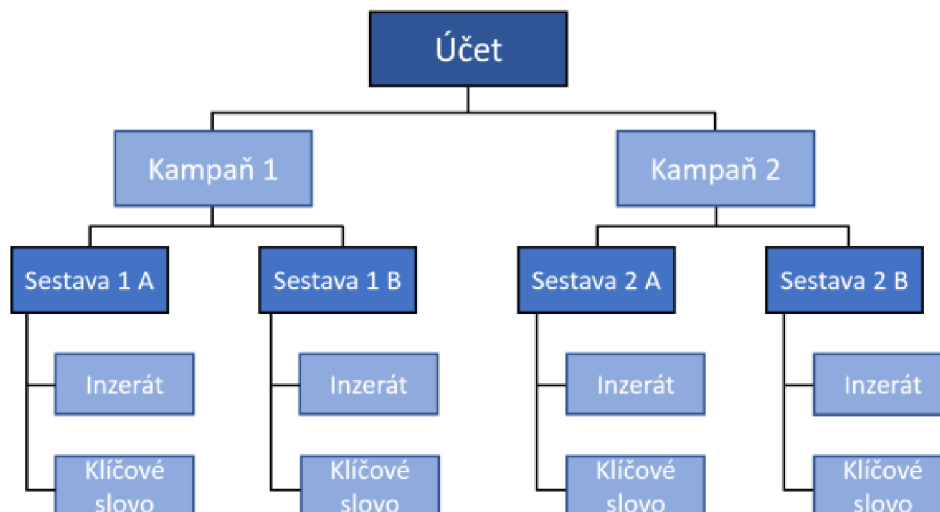 Účet
Kampaň 1
Kampaň 2
Sestava 1 A
Sestava 1 B
Sestava 2 A
Sestava 2 B
Inzerát
Inzerát
Inzerát
Inzerát
Klíčové
slovo
Klíčové
slovo
Klíčové
slovo
Klíčové
slovo